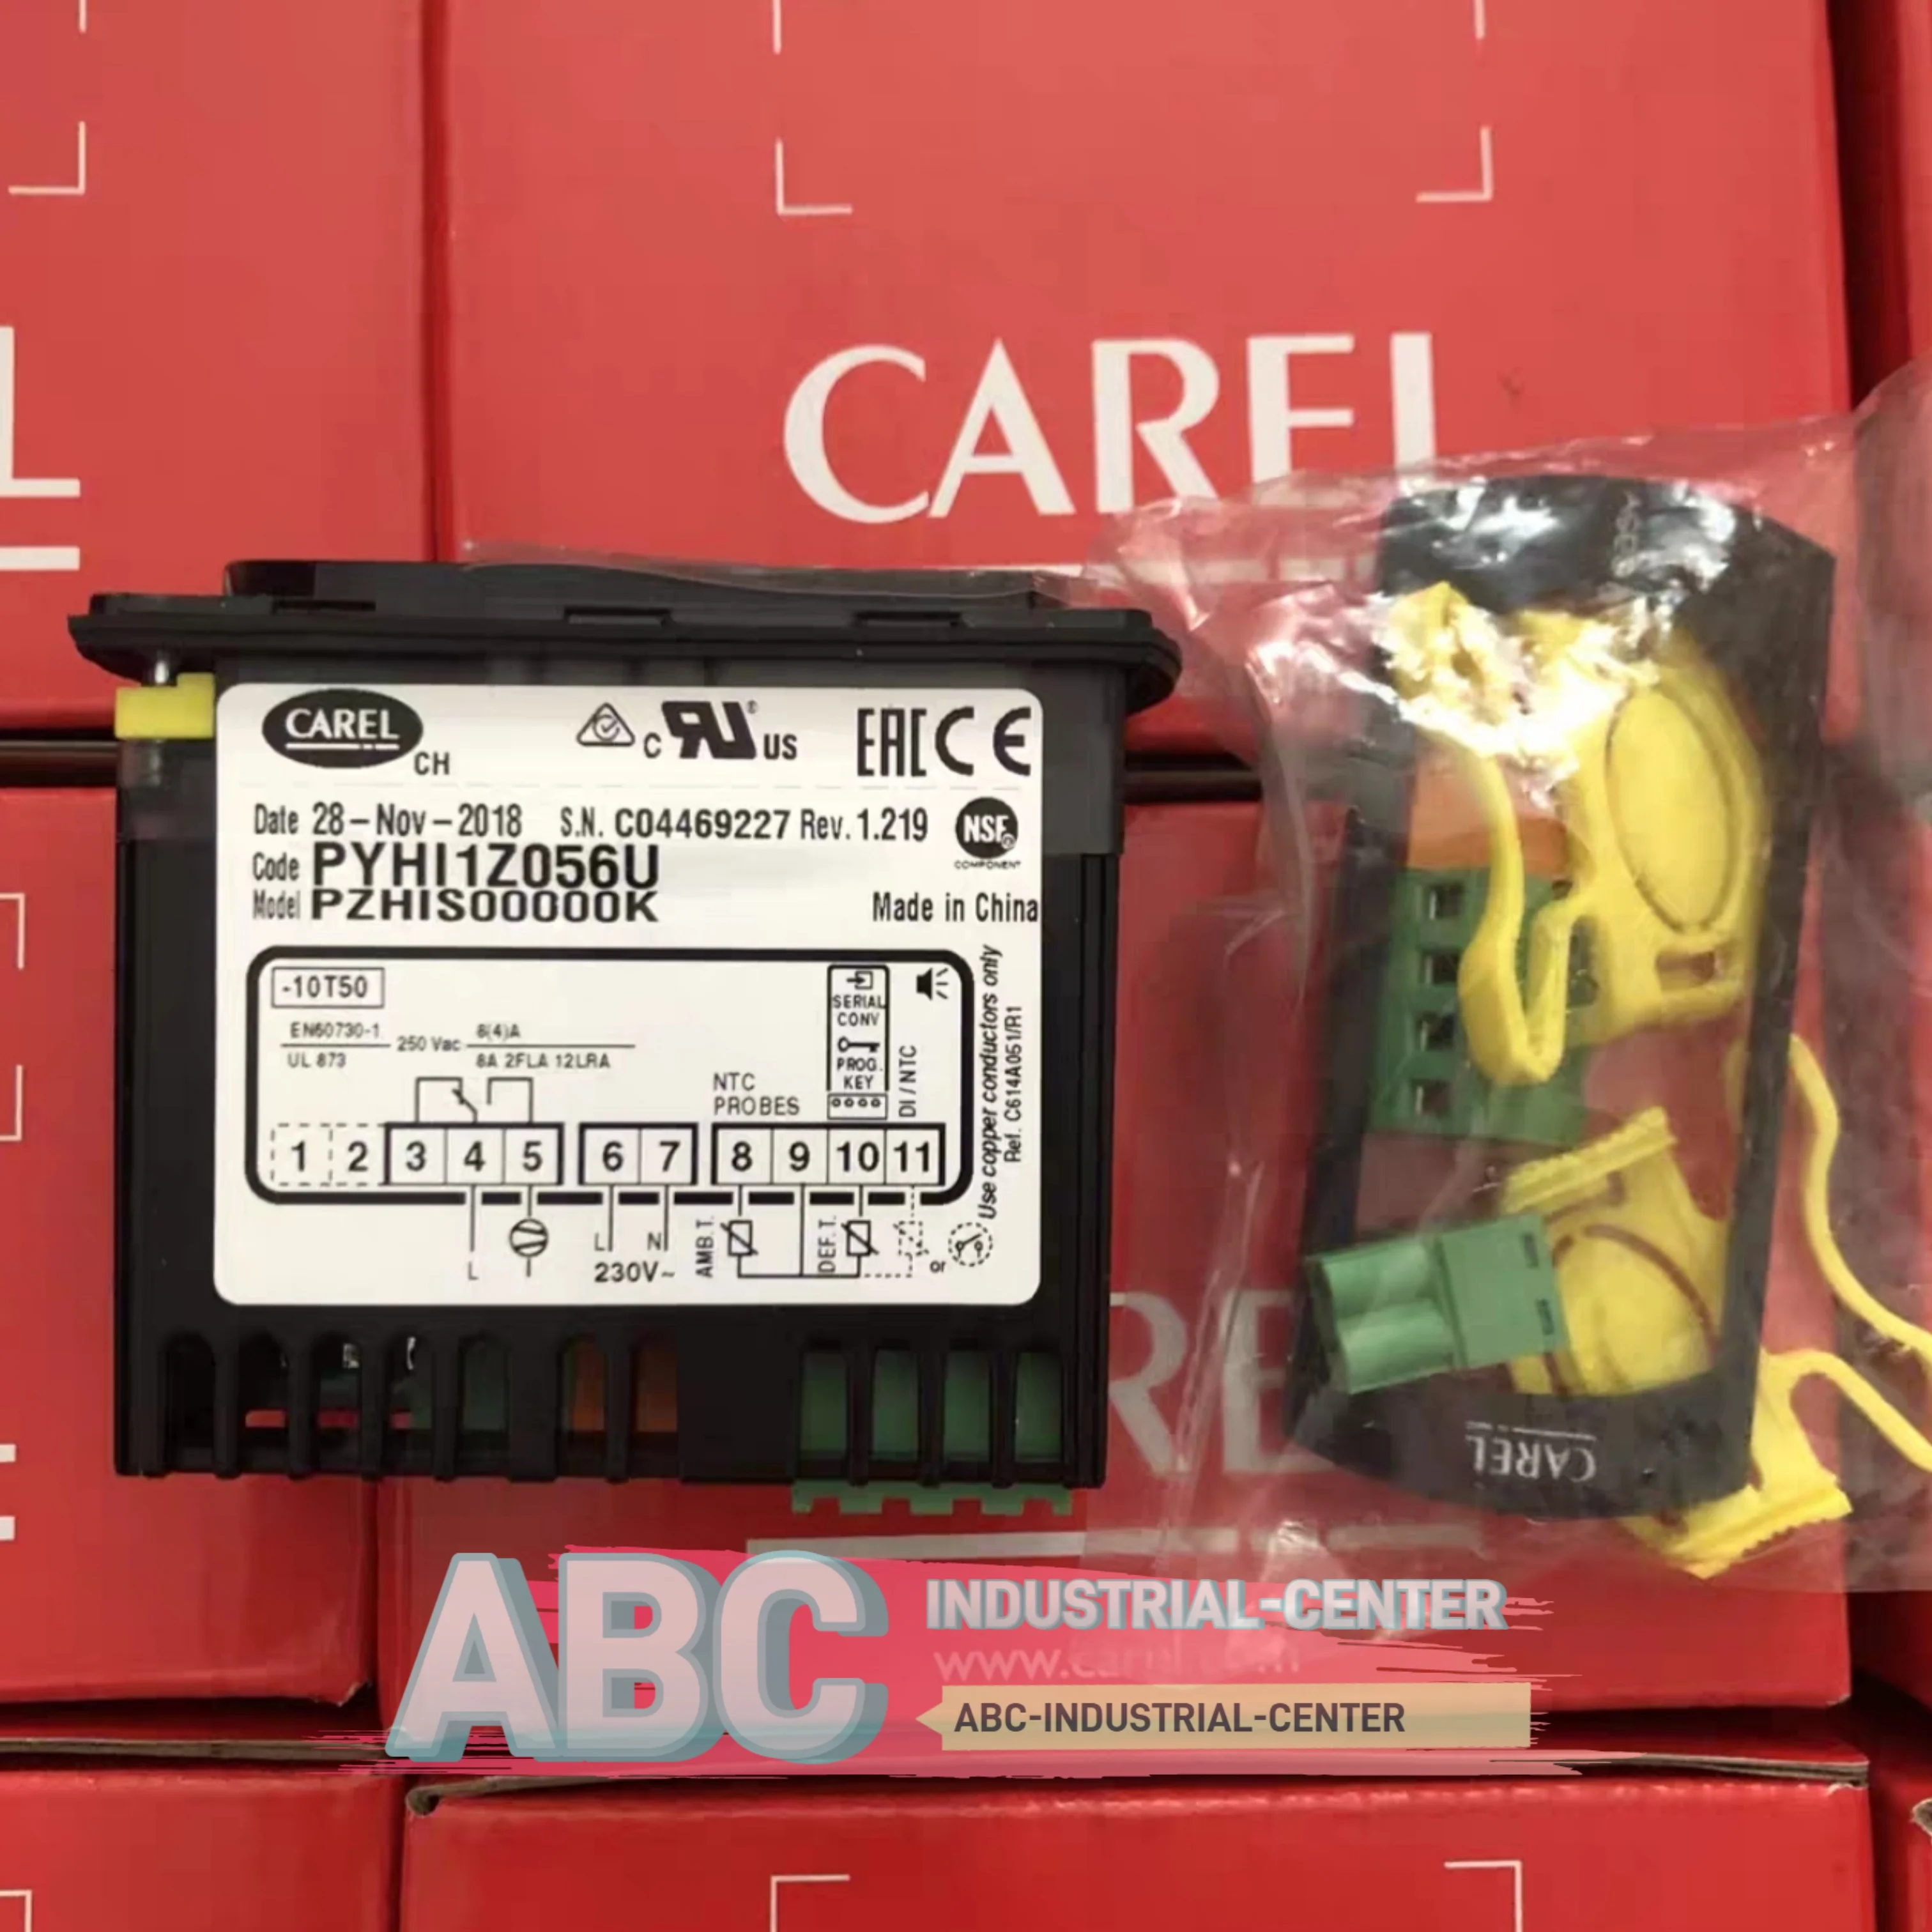 CAREL
CAREL
CH
C RU® US
EAC CE
Date 28-Nov-2018 S.N. C04469227 Rev. 1.219
NSF®
COMPONENT
Code PYHI1Z056U
Model PZHIS00000K
Made in China
-10T50
EN60730-1
UL 873
250 Vac
8(4)A
8A 2FLA 12LRA
SERIAL
CONV
PROG.
KEY
DI / NTC
NTC
PROBES
Use copper conductors only
Ref. C614A051/R1
1 2 3 4 5 6 7 8 9 10 11
L
L N
230V~
AMB.T.
DEF.T.
or
CAREL
ABC
INDUSTRIAL-CENTER
ABC-INDUSTRIAL-CENTER